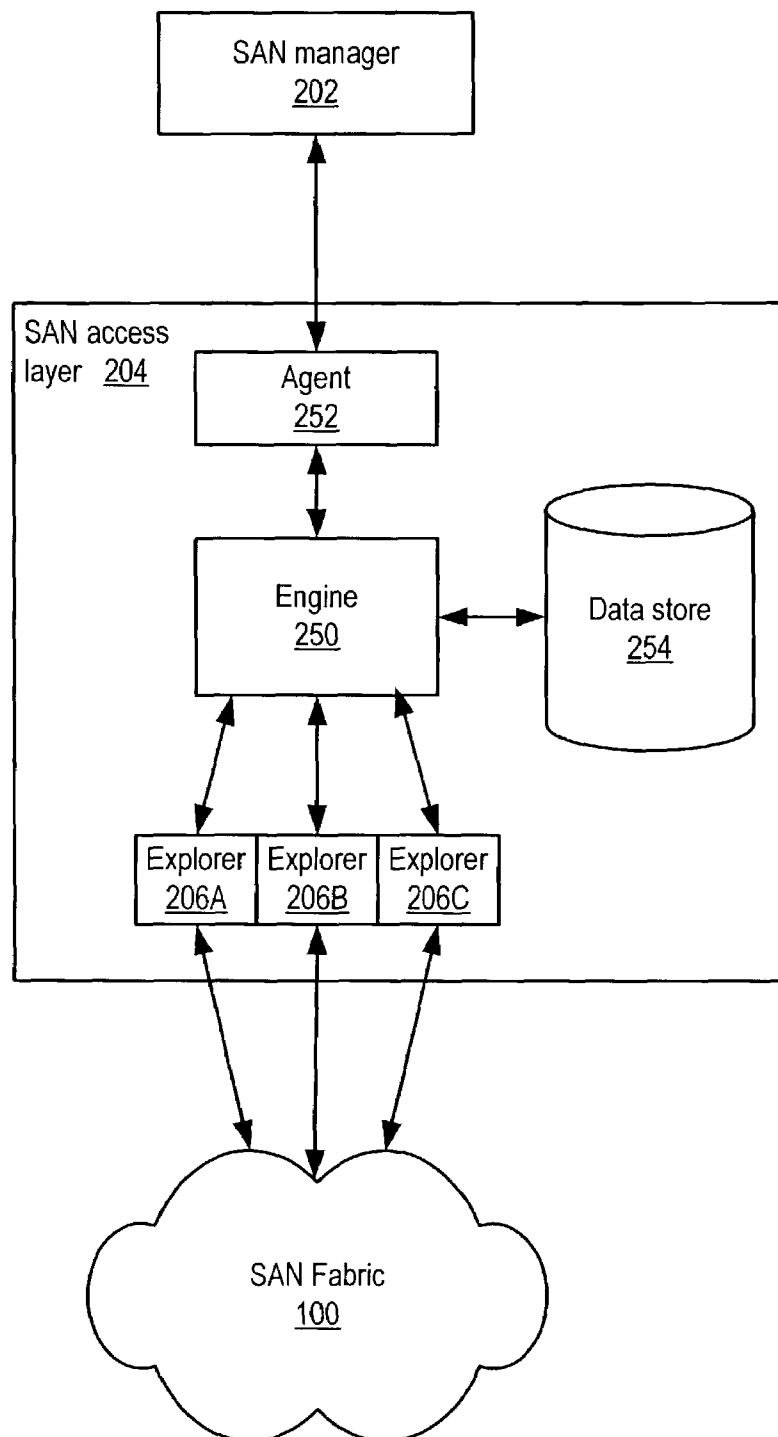 SAN manager
202
SAN access
layer 204
Agent
252
Engine
250
Data store
254
Explorer
206A
Explorer
206B
Explorer
206C
SAN Fabric
100